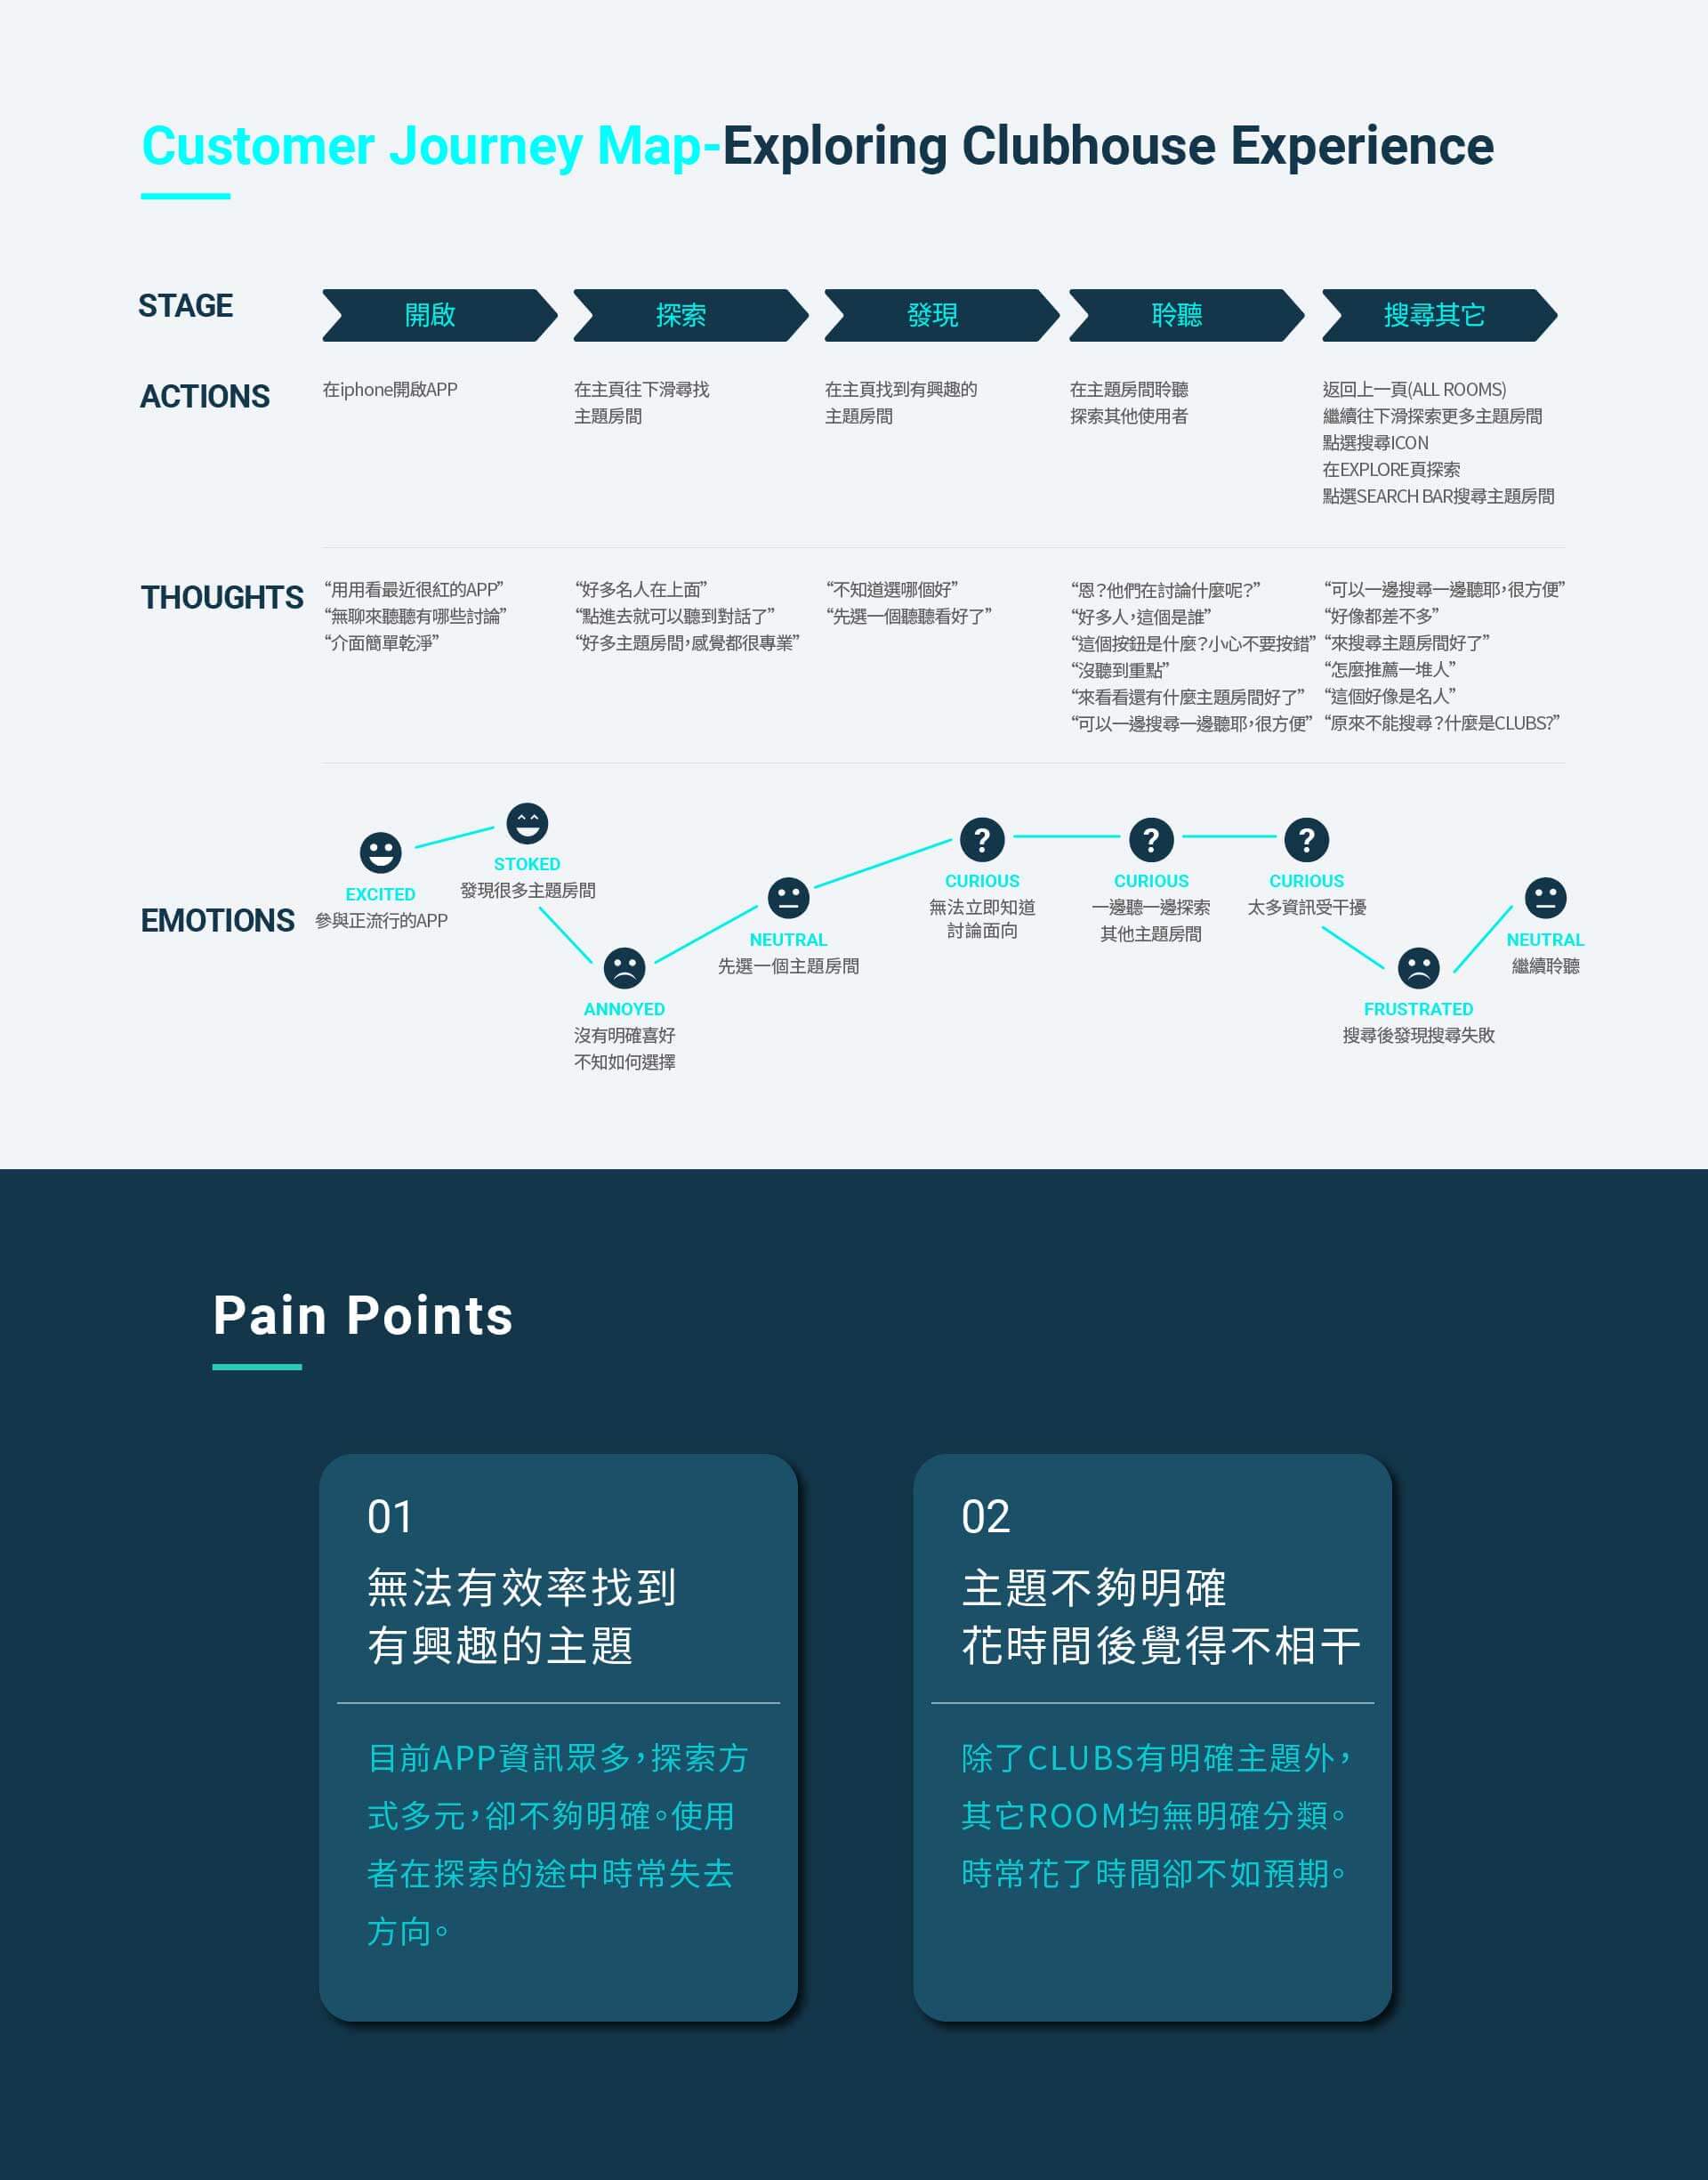 Customer Journey Map-Exploring Clubhouse Experience
STAGE
開啟
探索
發現
聆聽
搜尋其它
ACTIONS
在iphone開啟APP
在主頁往下滑尋找
主題房間
在主頁找到有興趣的
主題房間
在主題房間聆聽
探索其他使用者
返回上一頁(ALL ROOMS)
繼續往下滑探索更多主題房間
點選搜尋ICON
在EXPLORE頁探索
點選SEARCH BAR搜尋主題房間
THOUGHTS
“用用看最近很紅的APP”
“無聊來聽聽有哪些討論”
“介面簡單乾淨”
“好多名人在上面”
“點進去就可以聽到對話了”
“好多主題房間，感覺都很專業”
“不知道選哪個好”
“先選一個聽聽看好了”
“恩？他們在討論什麼呢？”
“好多人，這個是誰”
“這個按鈕是什麼？小心不要按錯”
“沒聽到重點”
“來看看還有什麼主題房間好了”
“可以一邊搜尋一邊聽耶，很方便”
“可以一邊搜尋一邊聽耶，很方便”
“好像都差不多”
“來搜尋主題房間好了”
“怎麼推薦一堆人”
“這個好像是名人”
“原來不能搜尋？什麼是CLUBS?”
EMOTIONS
EXCITED
參與正流行的APP
STOKED
發現很多主題房間
ANNOYED
沒有明確喜好
不知如何選擇
NEUTRAL
先選一個主題房間
?
CURIOUS
無法立即知道
討論面向
?
CURIOUS
一邊聽一邊探索
其他主題房間
?
CURIOUS
太多資訊受干擾
FRUSTRATED
搜尋後發現搜尋失敗
NEUTRAL
繼續聆聽
Pain Points
01
無法有效率找到
有興趣的主題
目前APP資訊眾多，探索方
式多元，卻不夠明確。使用
者在探索的途中時常失去
方向。
02
主題不夠明確
花時間後覺得不相干
除了CLUBS有明確主題外，
其它ROOM均無明確分類。
時常花了時間卻不如預期。